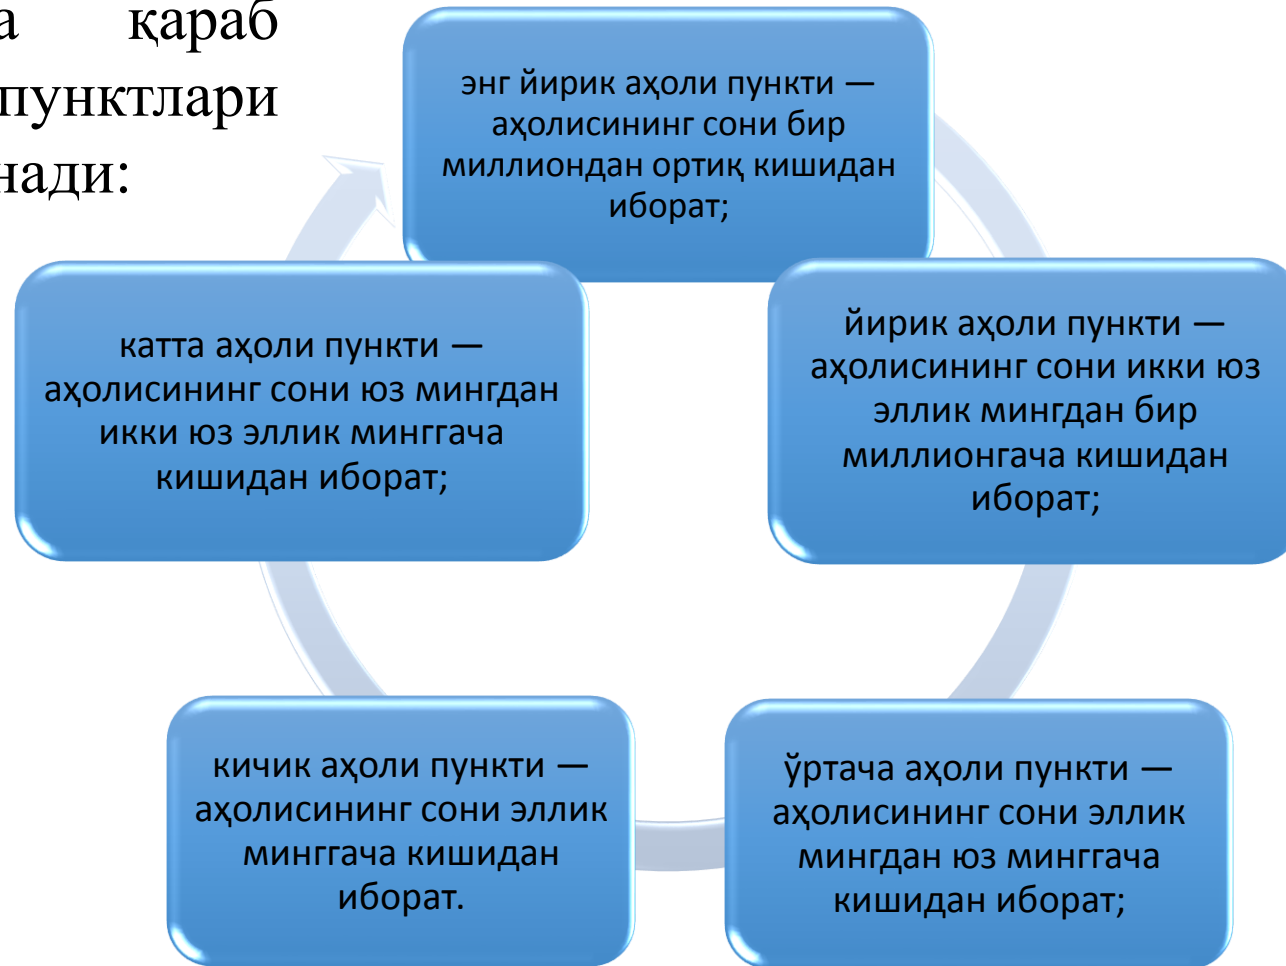 қараб
пунктлари
энг йирик аҳоли пункти —
аҳолисининг сони бир
миллиондан ортиқ кишидан
иборат;
йирик аҳоли пункти —
аҳолисининг сони икки юз
эллик мингдан бир
миллионгача кишидан
иборат;
ўртача аҳоли пункти —
аҳолисининг сони эллик
мингдан юз минггача
кишидан иборат;
кичик аҳоли пункти —
аҳолисининг сони эллик
минггача кишидан
иборат.
катта аҳоли пункти —
аҳолисининг сони юз мингдан
икки юз эллик минггача
кишидан иборат;